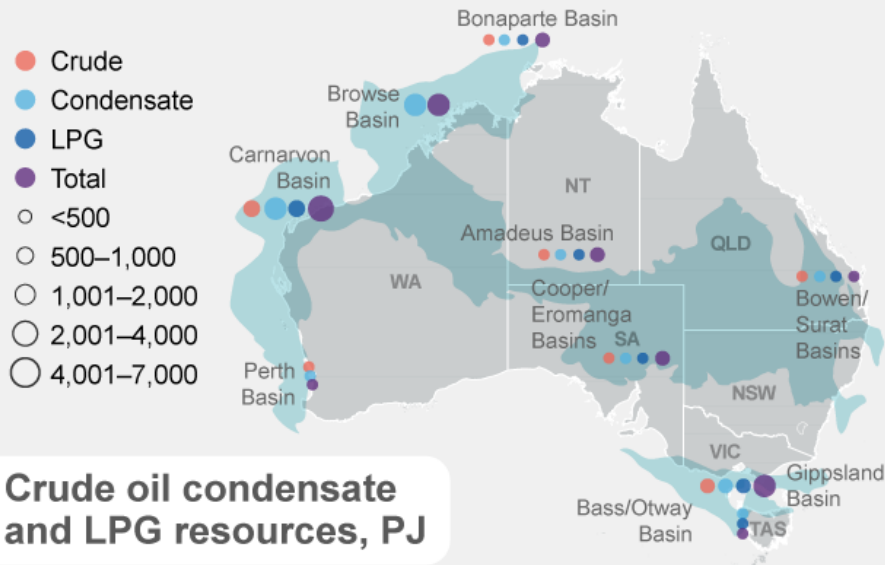 Bonaparte Basin
Crude
Condensate
LPG
Total
<500
500–1,000
1,001–2,000
2,001–4,000
4,001–7,000
Browse
Basin
Carnarvon
Basin
NT
Amadeus Basin
QLD
WA
Cooper/
Eromanga
Basins
SA
Bowen/
Surat
Basins
Perth
Basin
NSW
VIC
Gippsland
Basin
Bass/Otway
Basin
TAS
Crude oil condensate
and LPG resources, PJ